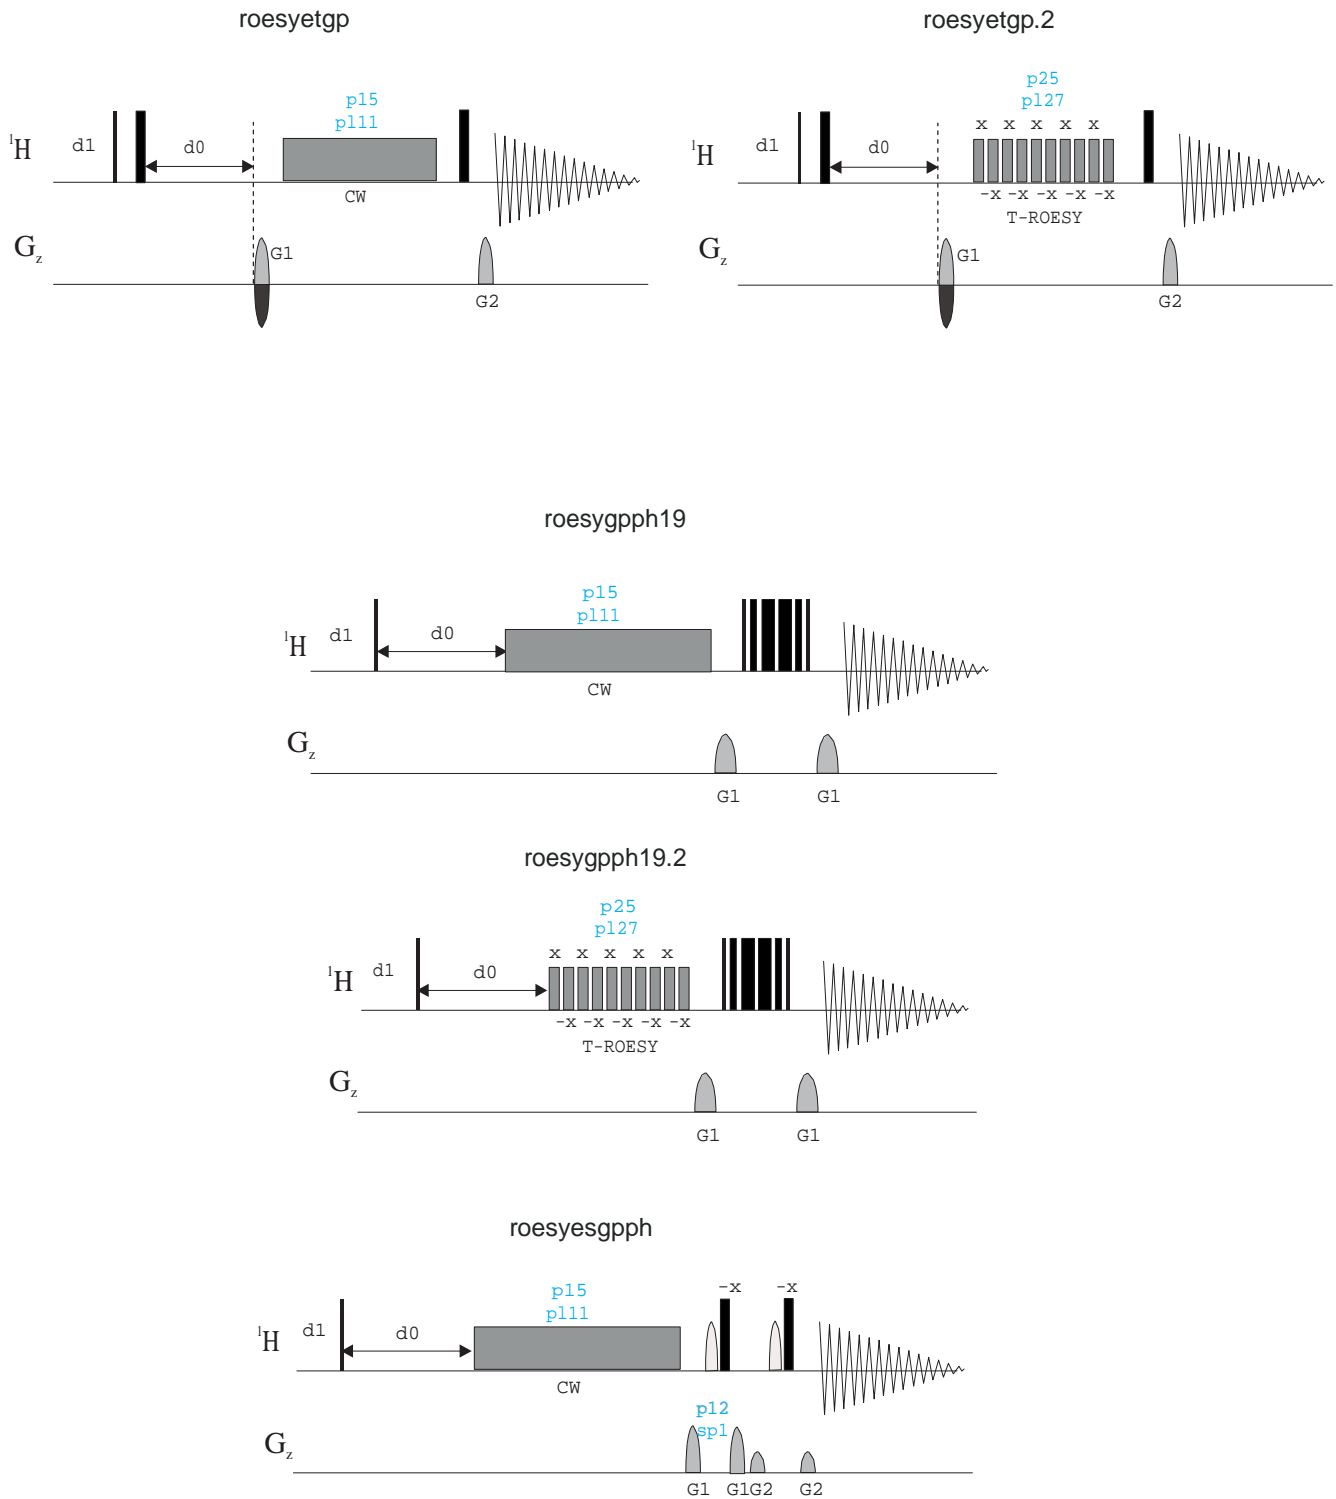 roesyetgp
p15
pl11
¹H
d1
d0
CW
Gz
G1
G2
roesyetgp.2
p25
pl27
x x x x x
¹H
d1
d0
-x -x -x -x -x
T-ROESY
Gz
G1
G2
roesygpph19
p15
pl11
¹H
d1
d0
CW
Gz
G1 G1
roesygpph19.2
p25
pl27
x x x x x
¹H
d1
d0
-x -x -x -x -x
T-ROESY
Gz
G1 G1
roesyesgpph
p15
pl11
-x -x
¹H
d1
d0
CW
p12
sp1
Gz
G1 G1 G2 G2